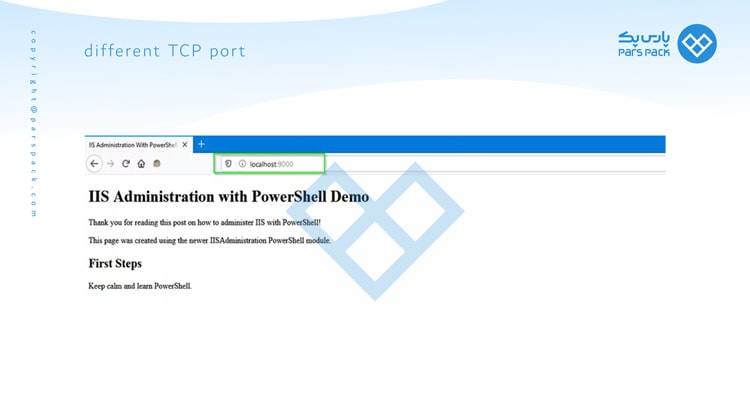 different TCP port
پارس پک
PARS PACK
copyright@parspack.com
IIS Administration With PowerShel
localhost:9000
IIS Administration with PowerShell Demo
Thank you for reading this post on how to administer IIS with PowerShell!
This page was created using the newer IISAdministration PowerShell module.
First Steps
Keep calm and learn PowerShell.